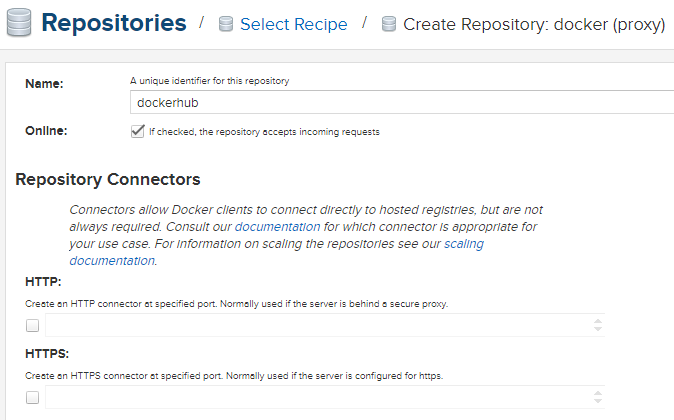 Repositories / Select Recipe / Create Repository: docker (proxy)
Name:
A unique identifier for this repository
dockerhub
Online:
If checked, the repository accepts incoming requests
Repository Connectors
Connectors allow Docker clients to connect directly to hosted registries, but are not
always required. Consult our documentation for which connector is appropriate for
your use case. For information on scaling the repositories see our scaling
documentation.
HTTP:
Create an HTTP connector at specified port. Normally used if the server is behind a secure proxy.
HTTPS:
Create an HTTPS connector at specified port. Normally used if the server is configured for https.